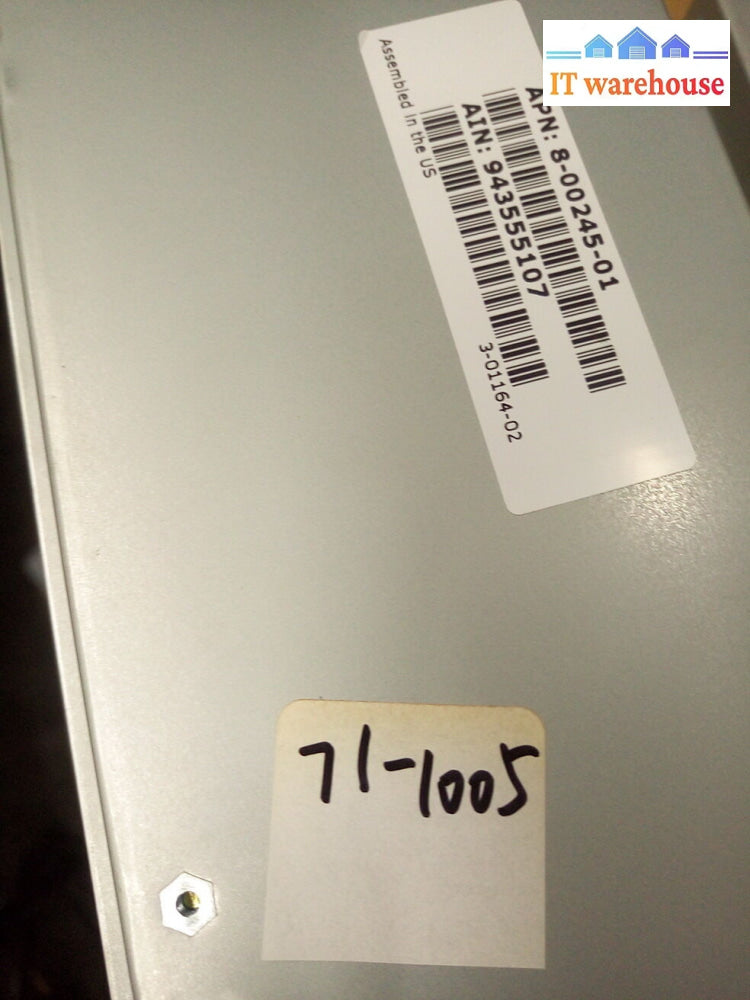 IT warehouse
APN: 8-00245-01
AIN: 943555107
Assembled in the US
3-01164-02
71-1005